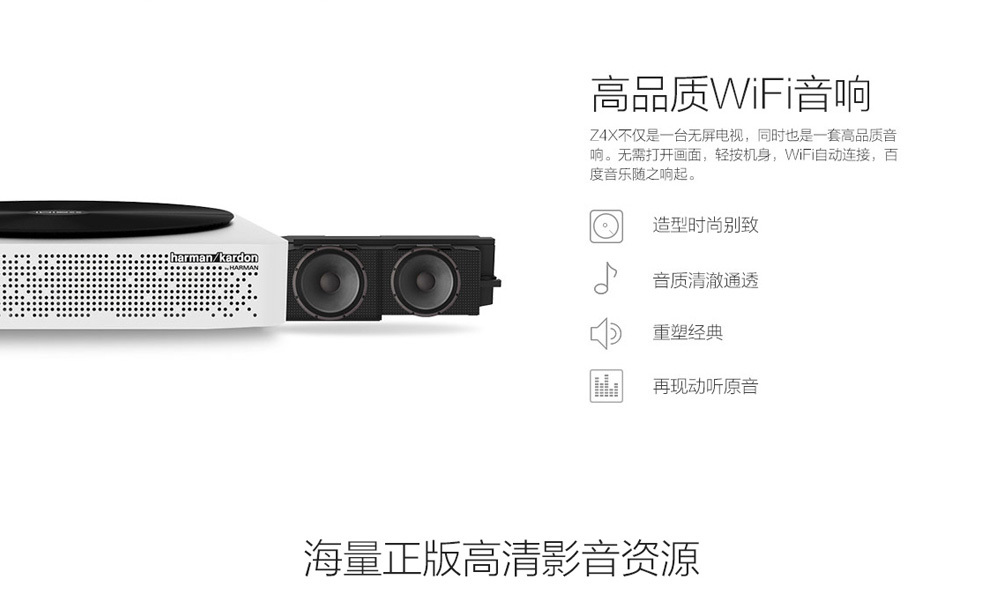 高品质WiFi音响
Z4X不仅是一台无屏电视，同时也是一套高品质音
响。无需打开画面，轻按机身，WiFi自动连接，百
度音乐随之响起。
harman/kardon
by HARMAN
造型时尚别致
音质清澈通透
重塑经典
再现动听原音
海量正版高清影音资源